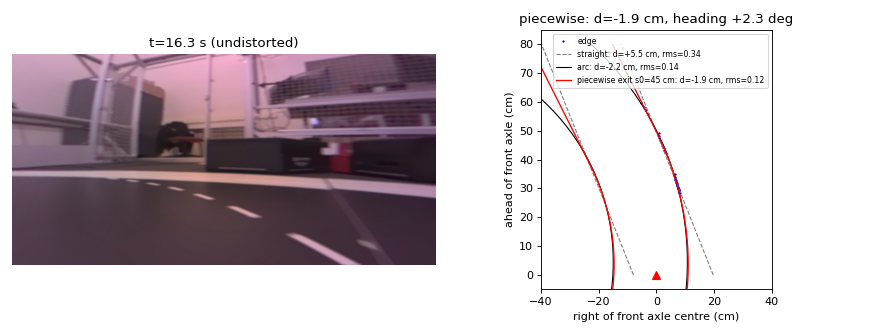 t=16.3 s (undistorted)
piecewise: d=-1.9 cm, heading +2.3 deg
edge
straight: d=+5.5 cm, rms=0.34
arc: d=-2.2 cm, rms=0.14
piecewise exit s0=45 cm: d=-1.9 cm, rms=0.12
80
70
60
50
40
30
20
10
0
ahead of front axle (cm)
−40
−20
0
20
40
right of front axle centre (cm)